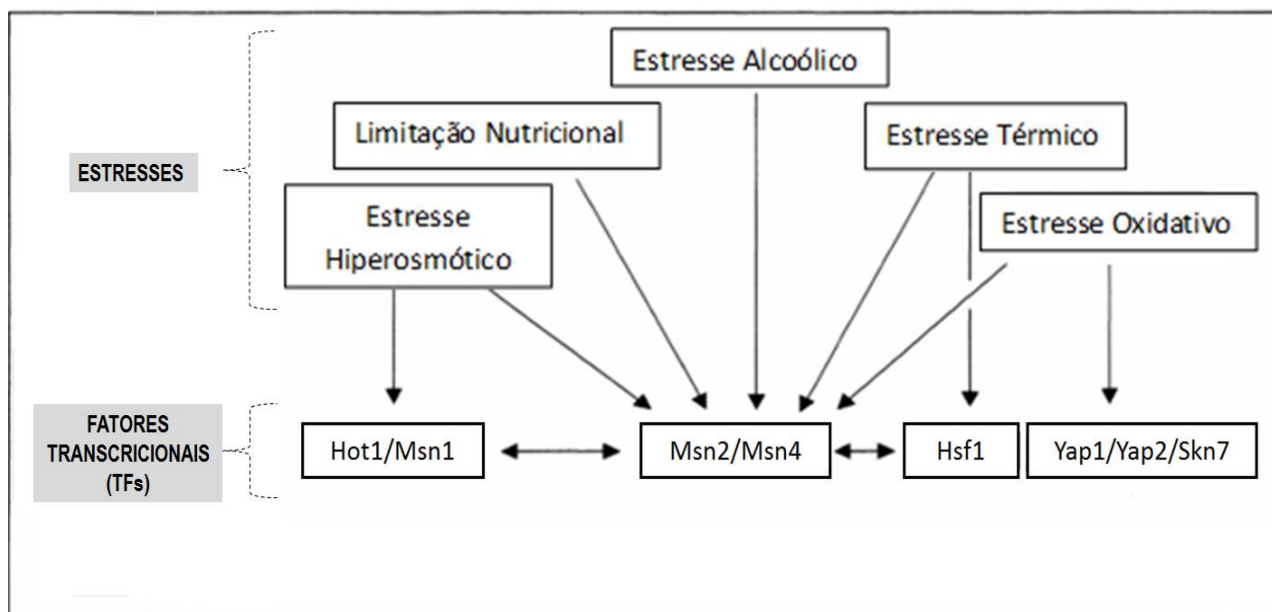 Estresse Alcoólico
Limitação Nutricional
Estresse Térmico
ESTRESSES
Estresse
Hiperosmótico
Estresse Oxidativo
FATORES
TRANSCRICIONAIS
(TFs)
Hot1/Msn1
Msn2/Msn4
Hsf1
Yap1/Yap2/Skn7